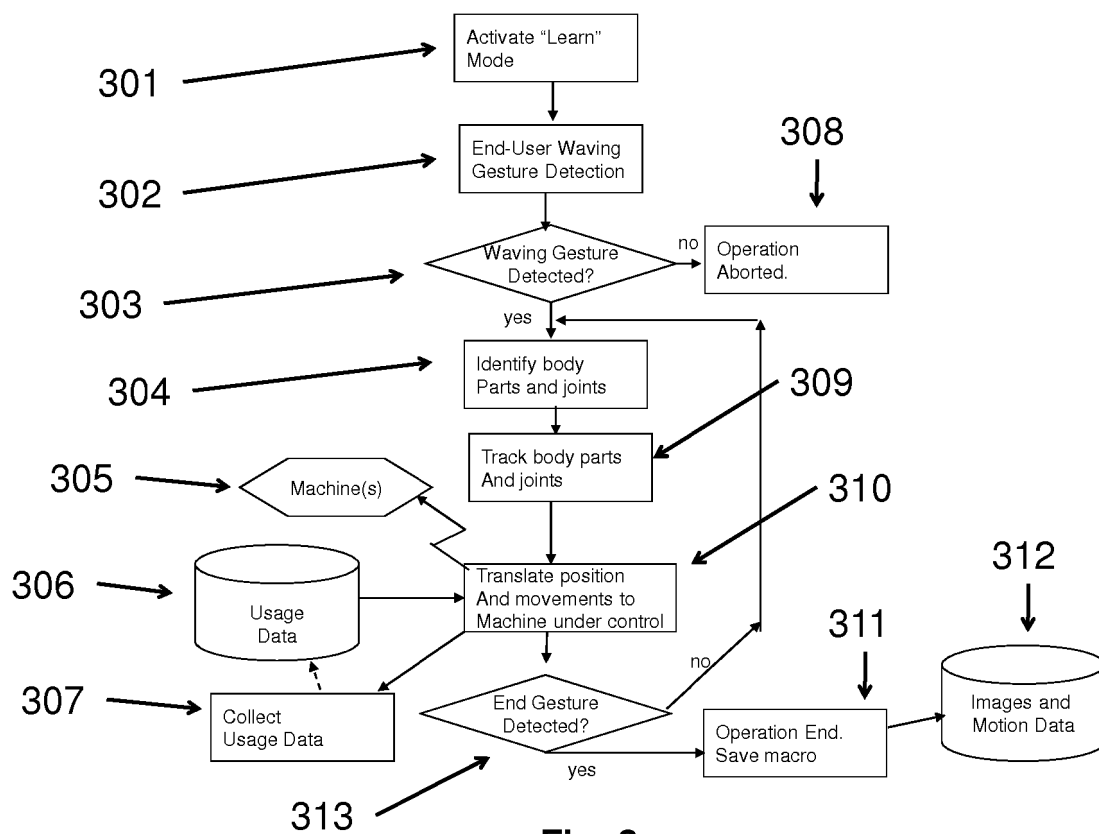 Activate “Learn”
Mode
301
End-User Waving
Gesture Detection
302
308
Waving Gesture
Detected?
no
Operation
Aborted.
303
yes
Identify body
Parts and joints
304
309
Track body parts
And joints
305
Machine(s)
310
306
Usage
Data
Translate position
And movements to
Machine under control
312
311
no
307
Collect
Usage Data
End Gesture
Detected?
yes
Operation End.
Save macro
Images and
Motion Data
313